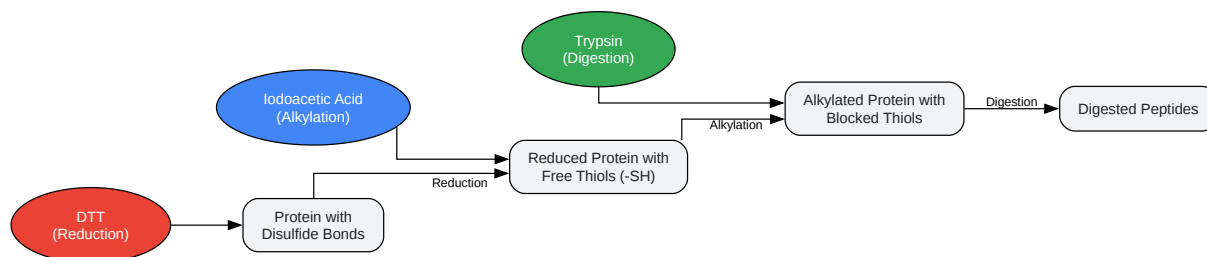 Trypsin
(Digestion)
Iodoacetic Acid
(Alkylation)
Alkylated Protein with
Blocked Thiols
Digestion
Digested Peptides
Alkylation
Reduced Protein with
Free Thiols (-SH)
Reduction
DTT
(Reduction)
Protein with
Disulfide Bonds